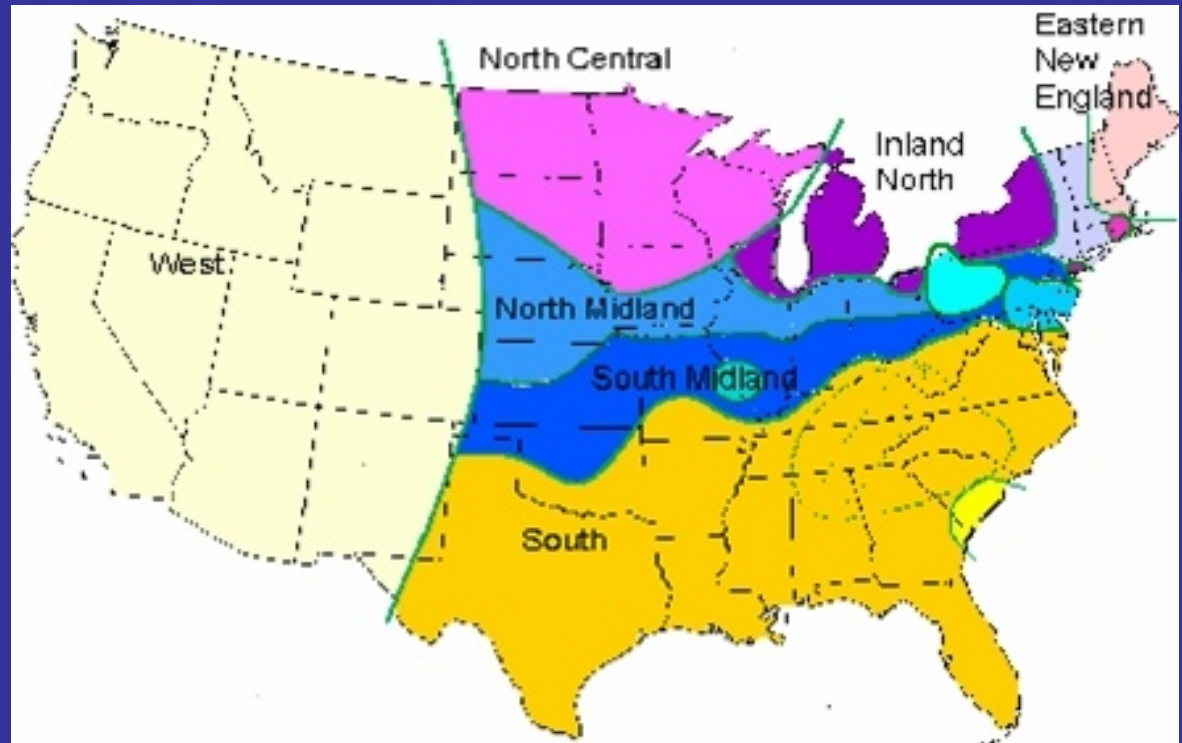 Eastern
New
England
North Central
Inland
North
West
North Midland
South Midland
South